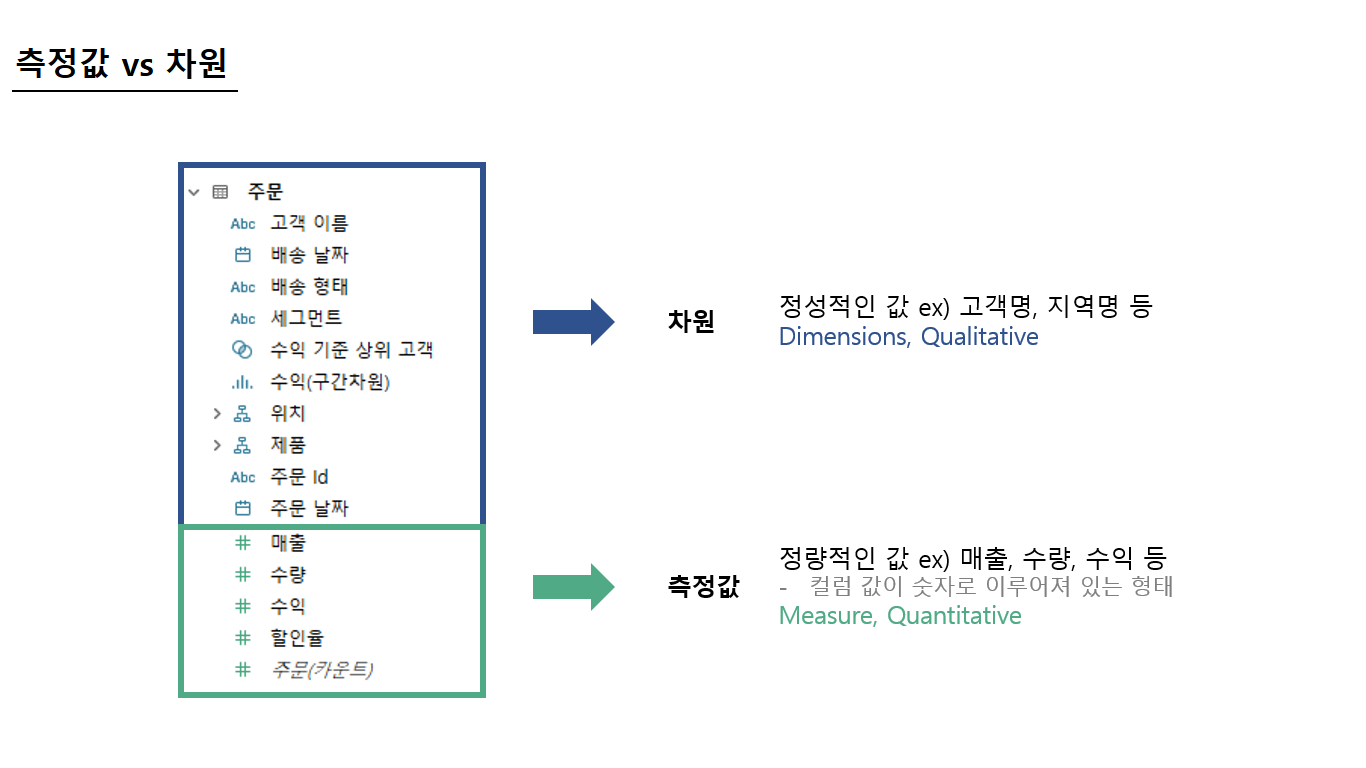 측정값 vs 차원
주문
Abc 고객 이름
배송 날짜
Abc 배송 형태
Abc 세그먼트
수익 기준 상위 고객
수익(구간차원)
위치
제품
Abc 주문 Id
주문 날짜
# 매출
# 수량
# 수익
# 할인율
# 주문(카운트)
차원
정성적인 값 ex) 고객명, 지역명 등
Dimensions, Qualitative
측정값
정량적인 값 ex) 매출, 수량, 수익 등
- 컬럼 값이 숫자로 이루어져 있는 형태
Measure, Quantitative